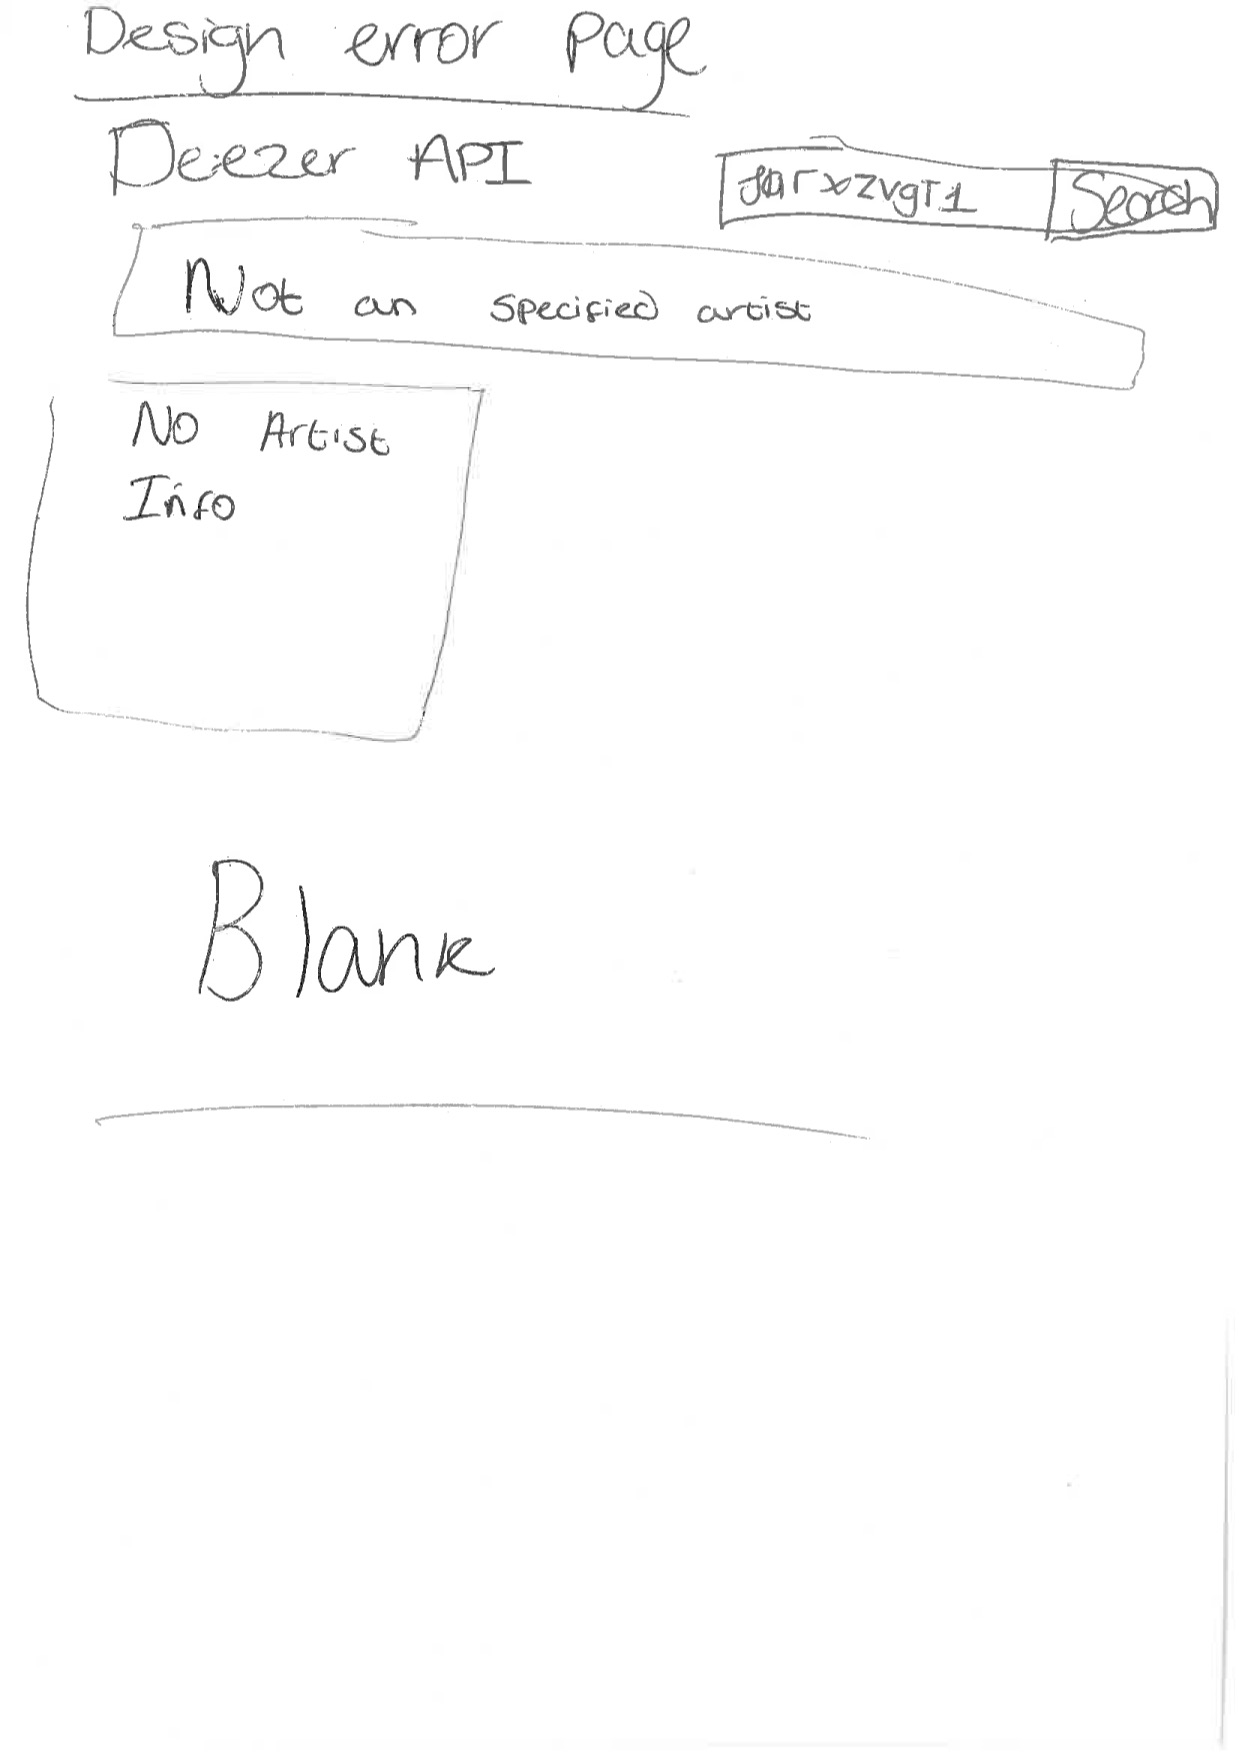 Design error page
Deezer API
Search
Not an specified artist
No Artist
Info
Blank